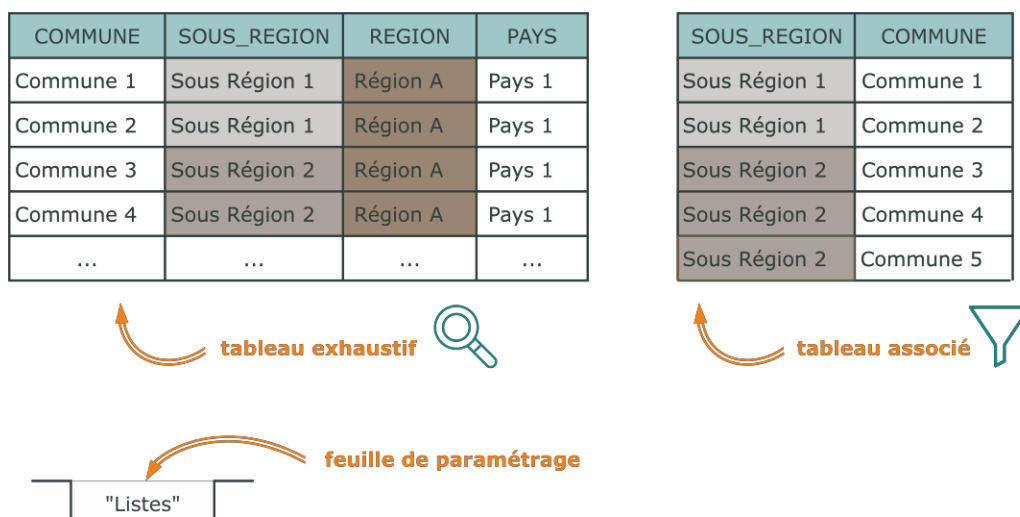 COMMUNE SOUS_REGION REGION PAYS
Commune 1 Sous Région 1 Région A Pays 1
Commune 2 Sous Région 1 Région A Pays 1
Commune 3 Sous Région 2 Région A Pays 1
Commune 4 Sous Région 2 Région A Pays 1
... ... ... ...
tableau exhaustif
SOUS_REGION COMMUNE
Sous Région 1 Commune 1
Sous Région 1 Commune 2
Sous Région 2 Commune 3
Sous Région 2 Commune 4
Sous Région 2 Commune 5
tableau associé
feuille de paramétrage
"Listes"